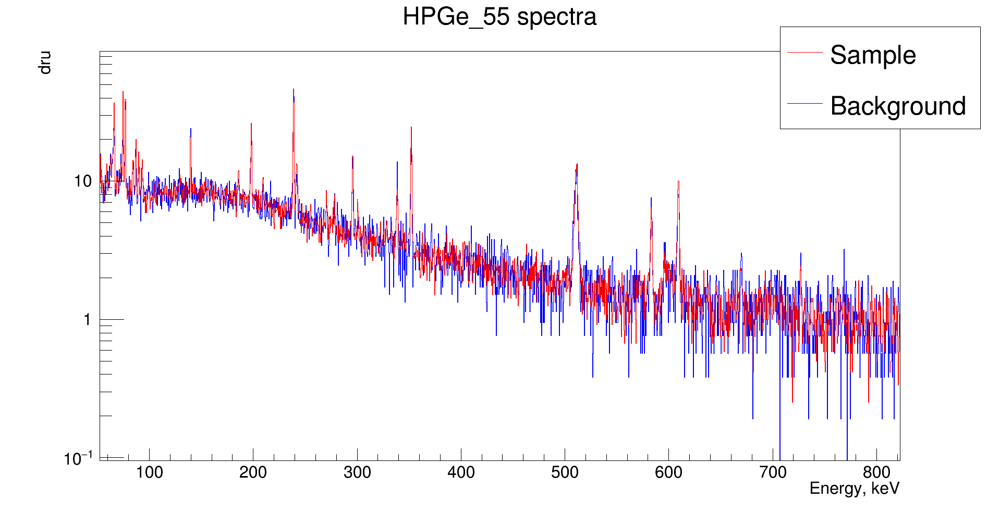 HPGe_55 spectra
dru
Sample
Background
10
1
10⁻¹
100 200 300 400 500 600 700 800
Energy, keV